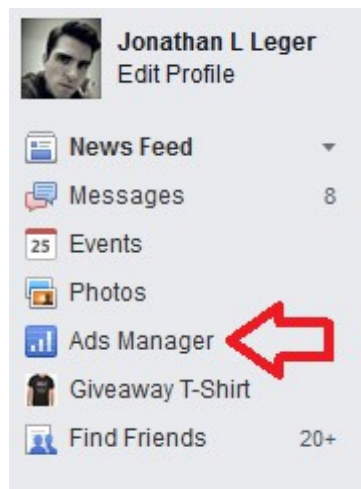 Jonathan L Leger
Edit Profile
News Feed
Messages 8
25 Events
Photos
Ads Manager
Giveaway T-Shirt
Find Friends 20+